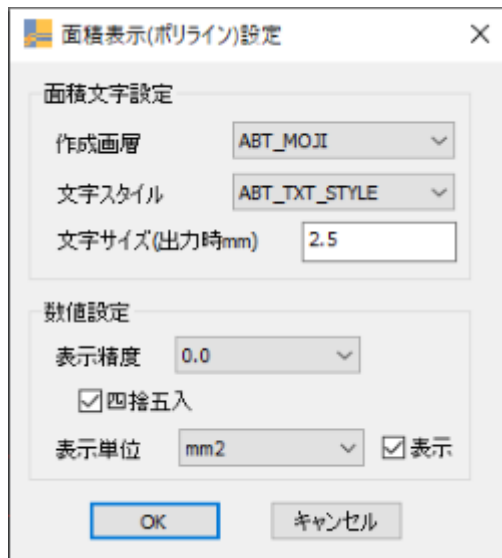 面積表示(ポリライン)設定
面積文字設定
作成画層 ABT_MOJI
文字スタイル ABT_TXT_STYLE
文字サイズ(出力時mm) 2.5
数値設定
表示精度 0.0
四捨五入
表示単位 mm2 表示
OK キャンセル